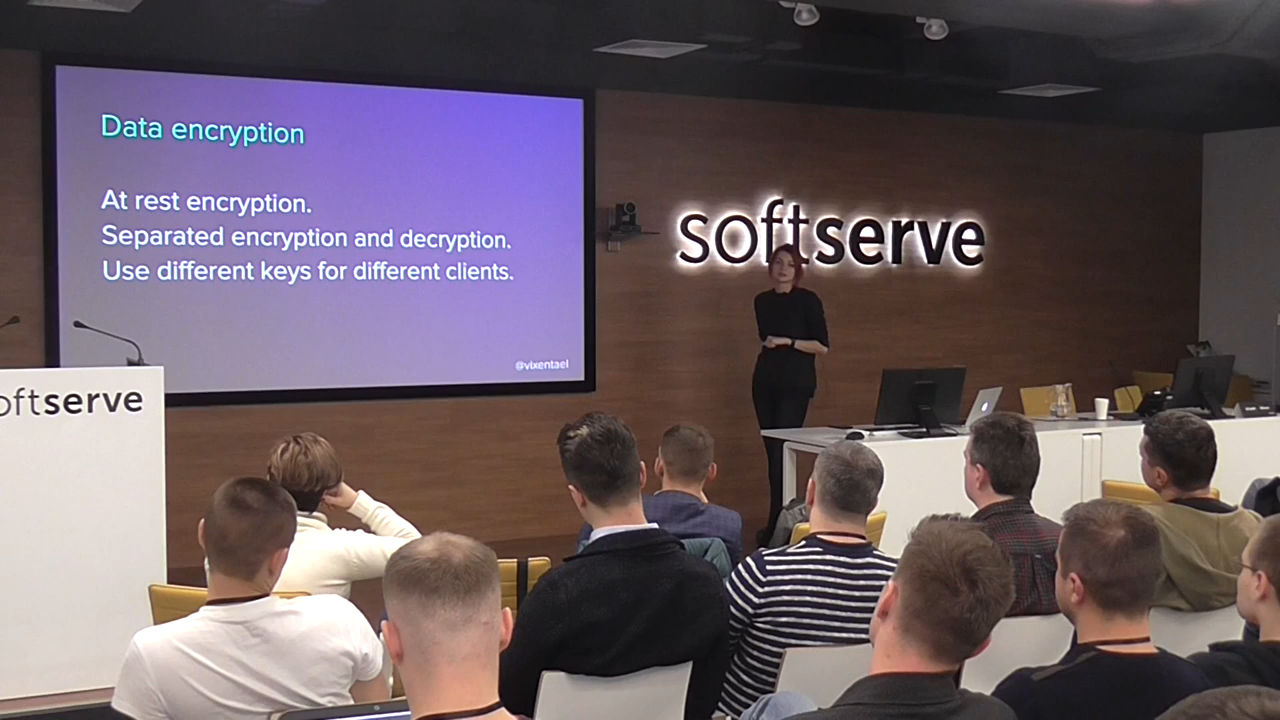 Data encryption
At rest encryption.
Separated encryption and decryption.
Use different keys for different clients.
@vixentael
softserve
oftserve